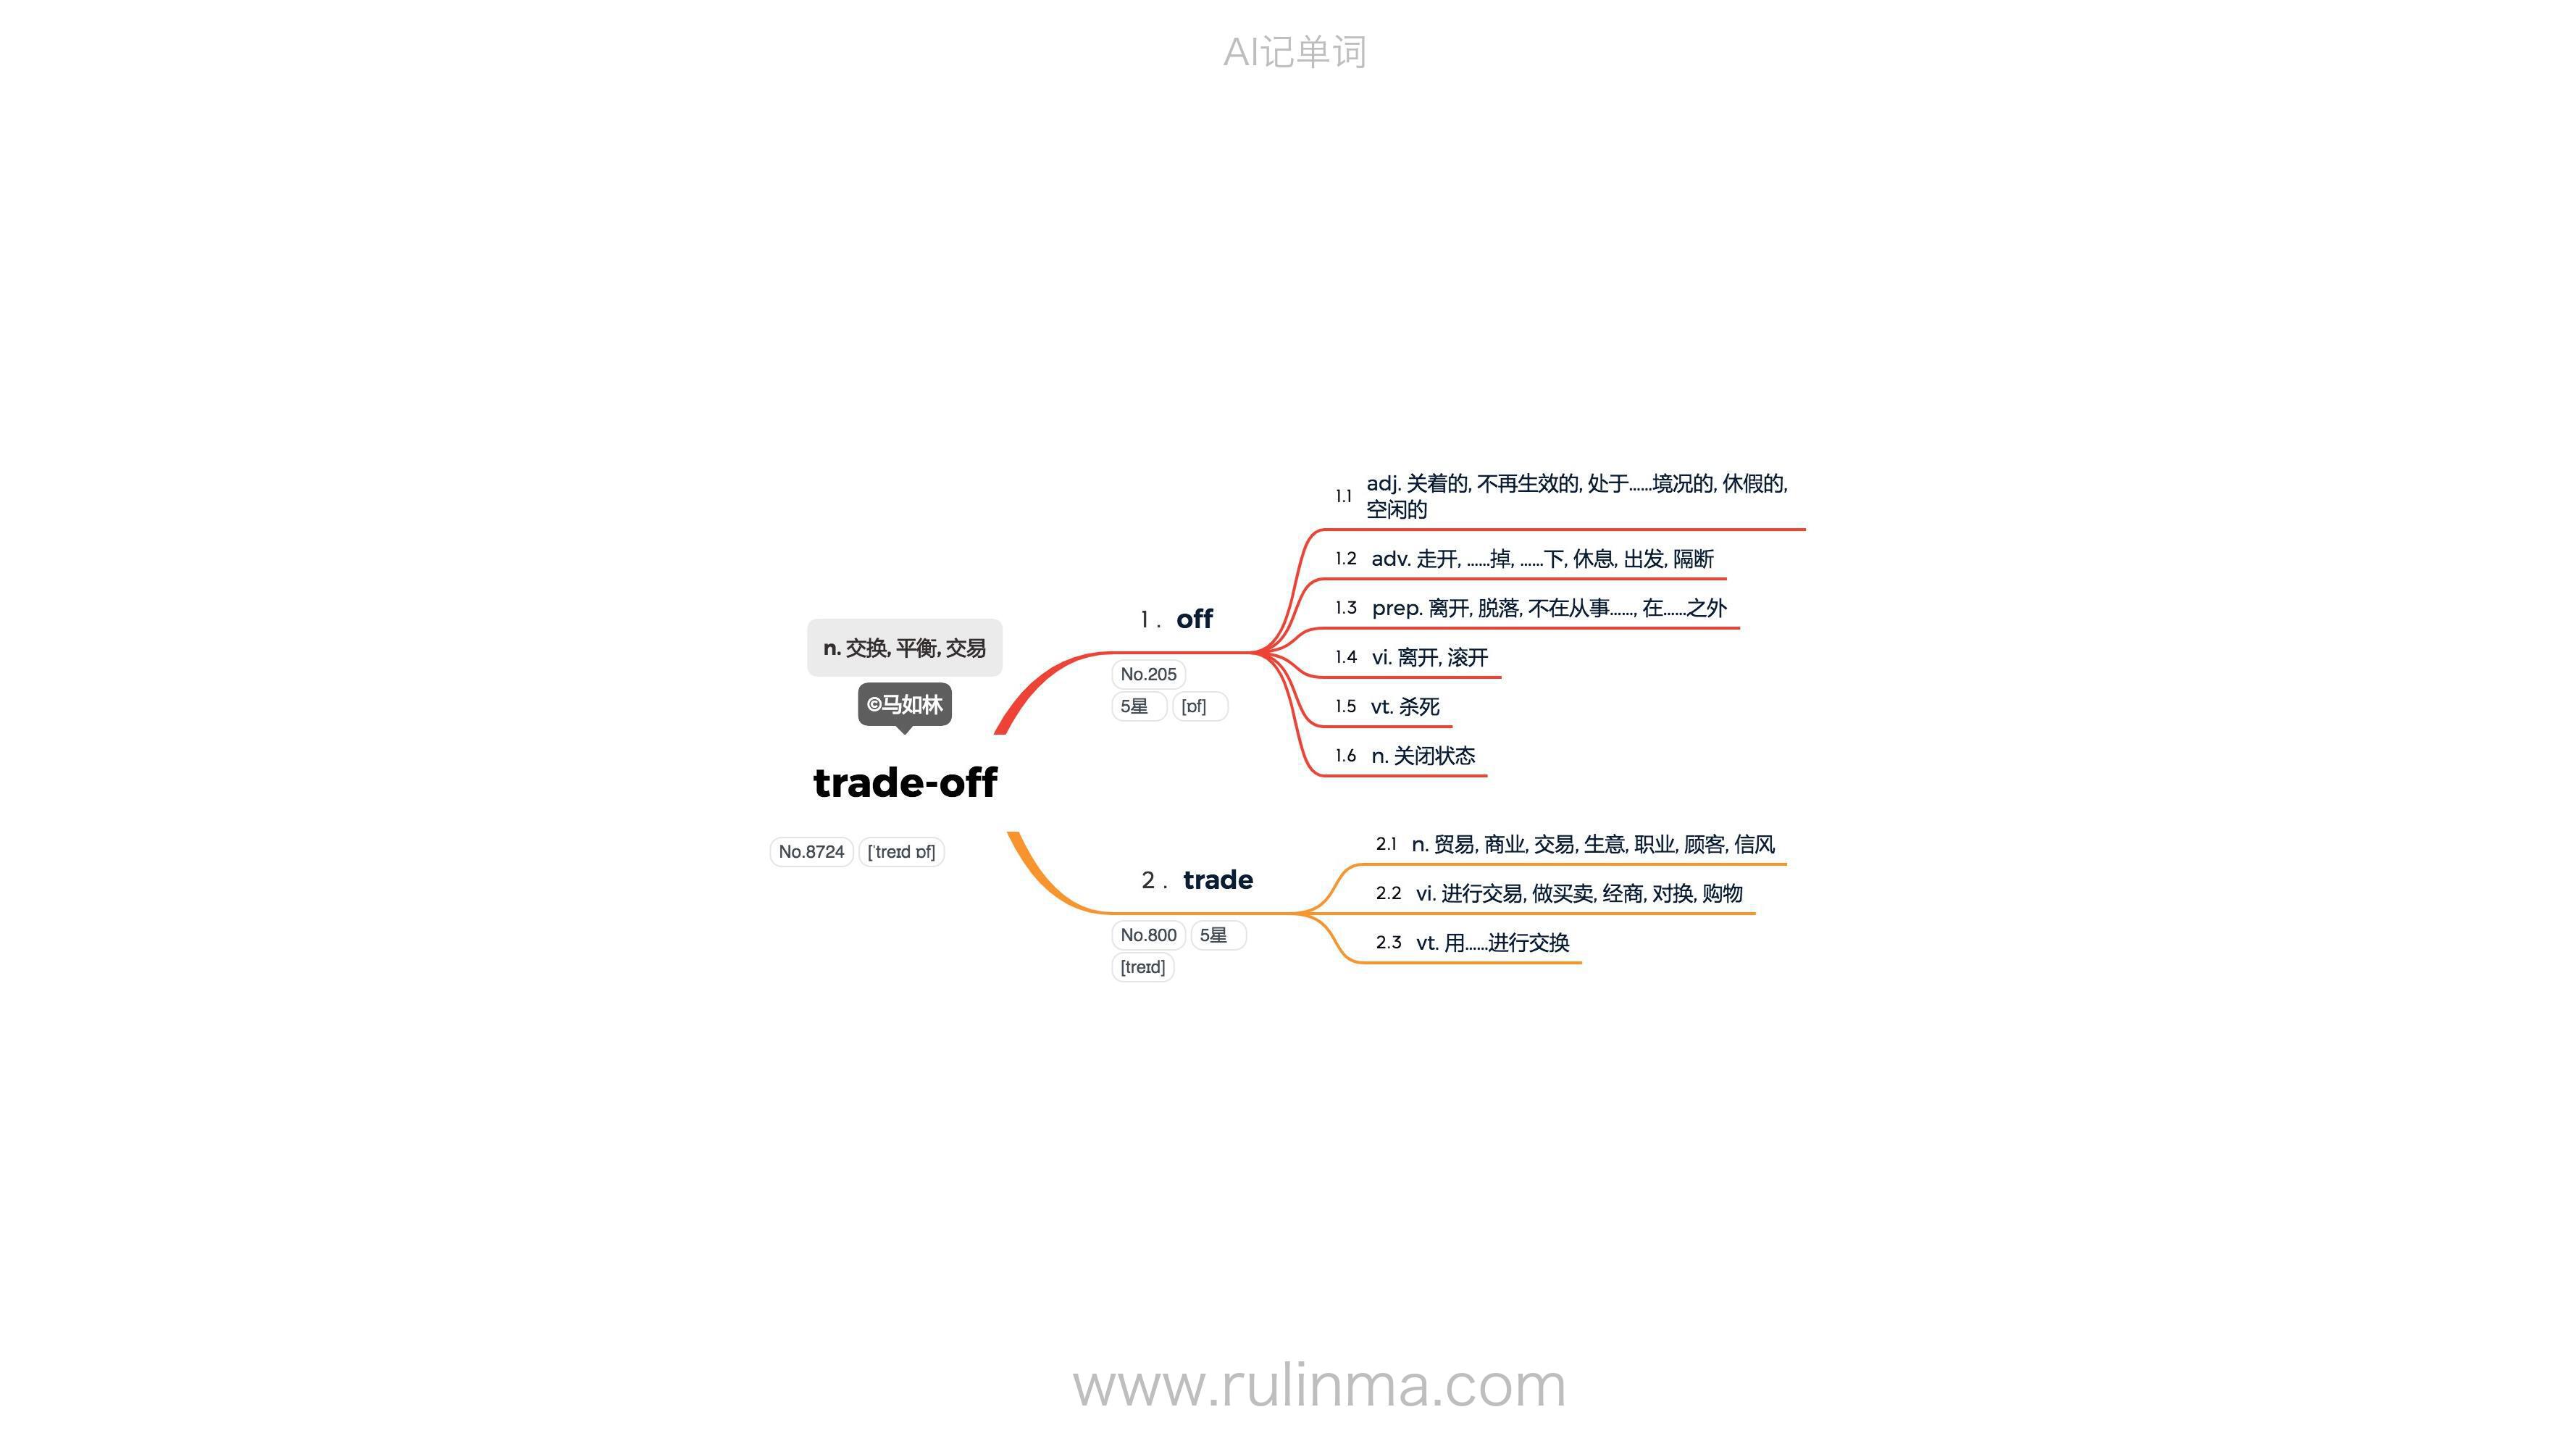 AI记单词
n. 交换, 平衡, 交易
©马如林
trade-off
No.8724 [ˈtreɪd ɒf]
1. off
No.205
5星 [ɒf]
1.1 adj. 关着的, 不再生效的, 处于……境况的, 休假的,
空闲的
1.2 adv. 走开, ……掉, ……下, 休息, 出发, 隔断
1.3 prep. 离开, 脱落, 不在从事……, 在……之外
1.4 vi. 离开, 滚开
1.5 vt. 杀死
1.6 n. 关闭状态
2. trade
No.800 5星
[treɪd]
2.1 n. 贸易, 商业, 交易, 生意, 职业, 顾客, 信风
2.2 vi. 进行交易, 做买卖, 经商, 对换, 购物
2.3 vt. 用……进行交换
www.rulinma.com